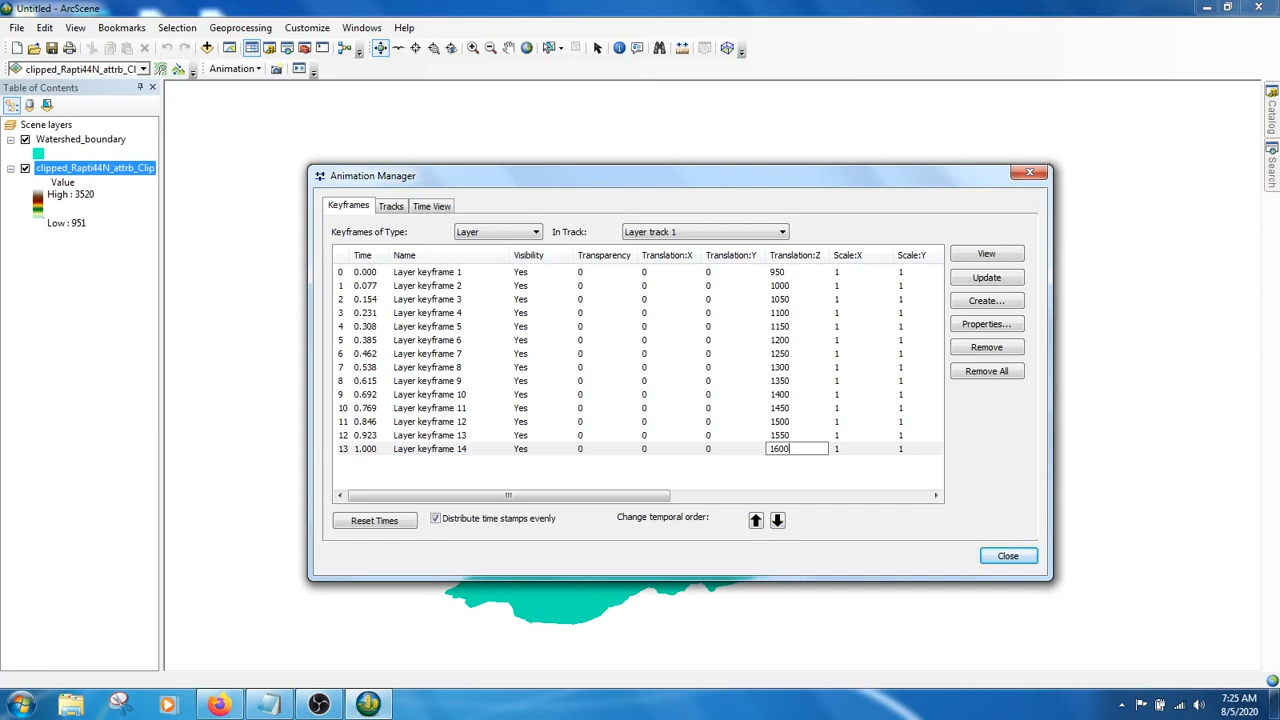 Untitled - ArcScene
File Edit View Bookmarks Selection Geoprocessing Customize Windows Help
clipped_Rapti44N_attrb_Cl Animation
Table of Contents
Scene layers
Watershed_boundary
clipped_Rapti44N_attrb_Clip
Value
High : 3520
Low : 951
Catalog
Search
Animation Manager
Keyframes Tracks Time View
Keyframes of Type: Layer In Track: Layer track 1
Time Name Visibility Transparency Translation:X Translation:Y Translation:Z Scale:X Scale:Y
0 0.000 Layer keyframe 1 Yes 0 0 0 950 1 1
1 0.077 Layer keyframe 2 Yes 0 0 0 1000 1 1
2 0.154 Layer keyframe 3 Yes 0 0 0 1050 1 1
3 0.231 Layer keyframe 4 Yes 0 0 0 1100 1 1
4 0.308 Layer keyframe 5 Yes 0 0 0 1150 1 1
5 0.385 Layer keyframe 6 Yes 0 0 0 1200 1 1
6 0.462 Layer keyframe 7 Yes 0 0 0 1250 1 1
7 0.538 Layer keyframe 8 Yes 0 0 0 1300 1 1
8 0.615 Layer keyframe 9 Yes 0 0 0 1350 1 1
9 0.692 Layer keyframe 10 Yes 0 0 0 1400 1 1
10 0.769 Layer keyframe 11 Yes 0 0 0 1450 1 1
11 0.846 Layer keyframe 12 Yes 0 0 0 1500 1 1
12 0.923 Layer keyframe 13 Yes 0 0 0 1550 1 1
13 1.000 Layer keyframe 14 Yes 0 0 0 1600 1 1
View
Update
Create...
Properties...
Remove
Remove All
Reset Times Distribute time stamps evenly Change temporal order:
Close
7:25 AM
8/5/2020